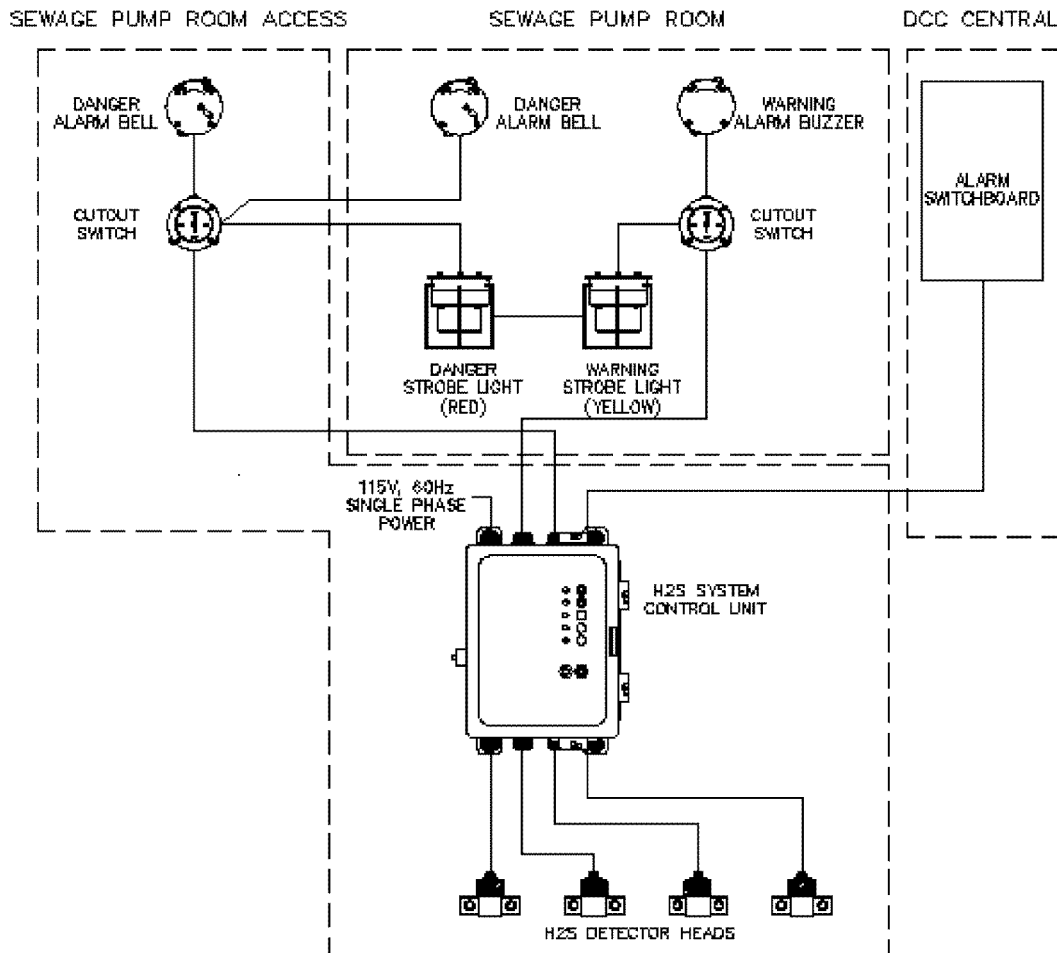 SEWAGE PUMP ROOM ACCESS
SEWAGE PUMP ROOM
DCC CENTRAL
DANGER
ALARM BELL
DANGER
ALARM BELL
WARNING
ALARM BUZZER
ALARM
SWITCHBOARD
CUTOUT
SWITCH
CUTOUT
SWITCH
DANGER
STROBE LIGHT
(RED)
WARNING
STROBE LIGHT
(YELLOW)
115V, 60Hz
SINGLE PHASE
POWER
H2S SYSTEM
CONTROL UNIT
H2S DETECTOR HEADS